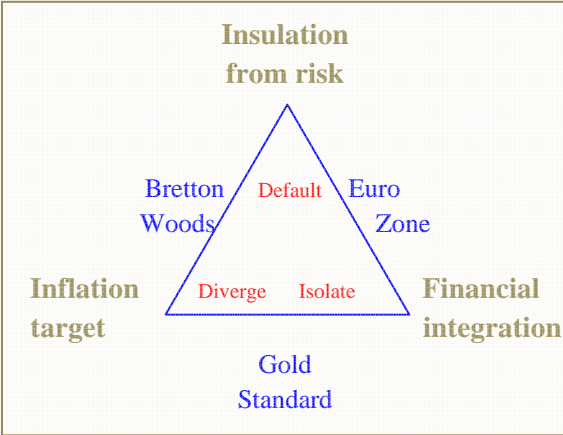 Insulation
from risk
Bretton
Woods
Default
Euro
Zone
Inflation
target
Diverge
Isolate
Financial
integration
Gold
Standard